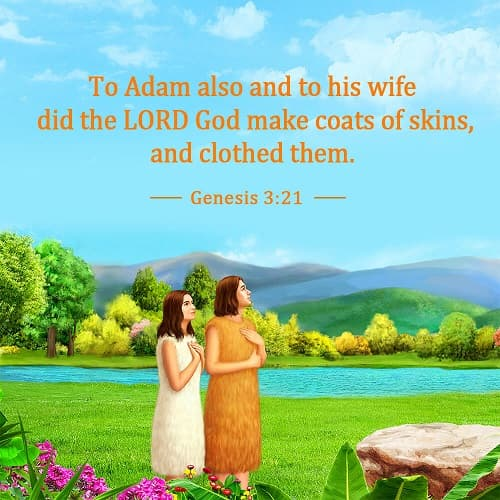 To Adam also and to his wife
did the LORD God make coats of skins,
and clothed them.
Genesis 3:21